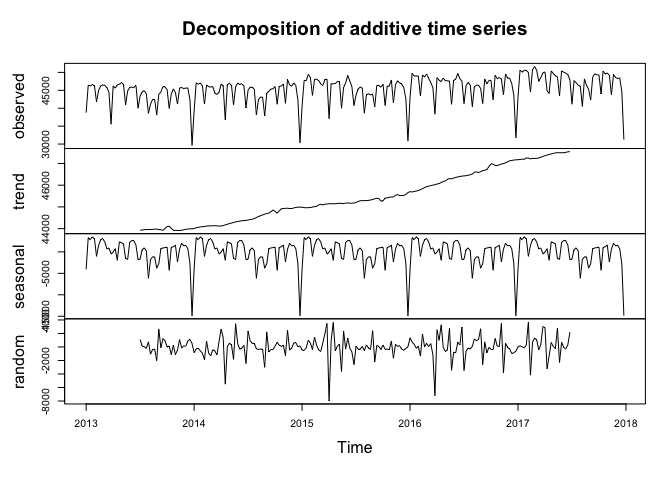 Decomposition of additive time series
observed
30000
45000
trend
44000
46000
seasonal
-5000
random
-8000
-2000
2013
2014
2015
2016
2017
2018
Time